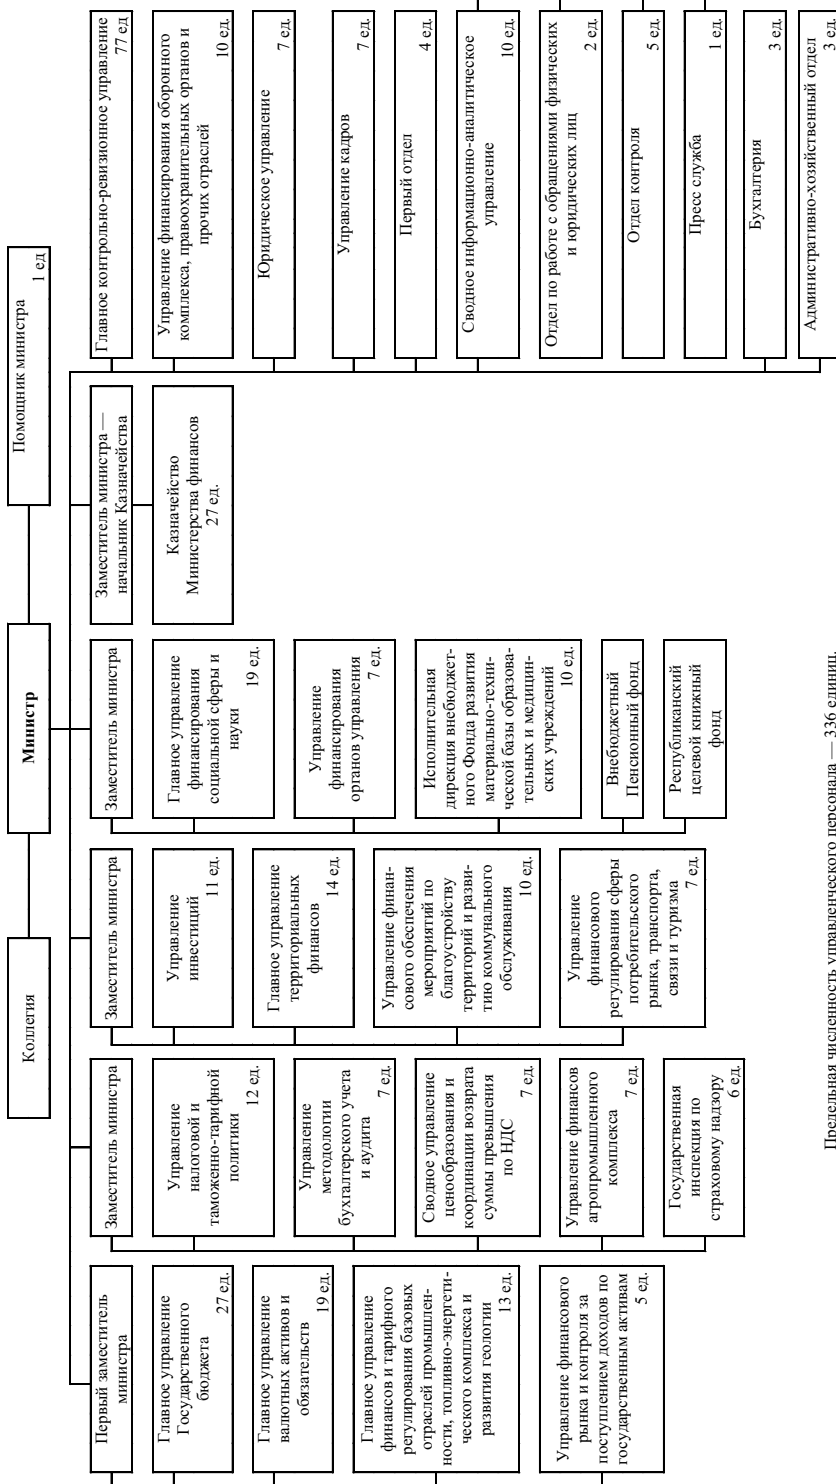 Коллегия
Министр
Помощник министра
1 ед
Первый заместитель
министра
Главное управление
Государственного
бюджета
27 ед.
Главное управление
валютных активов и
обязательств
19 ед.
Главное управление
финансов и тарифного
регулирования базовых
отраслей промышлен-
ности, топливно-энергети-
ческого комплекса и
развития геологии
13 ед.
Управление финансового
рынка и контроля за
поступлением доходов по
государственным активам
5 ед.
Заместитель министра
Управление
налоговой и
таможенно-тарифной
политики
12 ед.
Управление
методологии
бухгалтерского учета
и аудита
7 ед.
Сводное управление
ценообразования и
координации возврата
суммы превышения
по НДС
7 ед.
Управление финансов
агропромышленного
комплекса
7 ед.
Государственная
инспекция по
страховому надзору
6 ед.
Заместитель министра
Управление
инвестиций
11 ед.
Главное управление
территориальных
финансов
14 ед.
Управление финан-
сового обеспечения
мероприятий по
благоустройству
территорий и разви-
тию коммунального
обслуживания
10 ед.
Управление
финансового
регулирования сферы
потребительского
рынка, транспорта,
связи и туризма
7 ед.
Заместитель министра
Главное управление
финансирования
социальной сферы и
науки
19 ед.
Управление
финансирования
органов управления
7 ед.
Исполнительная
дирекция внебюджет-
ного Фонда развития
материально-техни-
ческой базы образова-
тельных и медицин-
ских учреждений
10 ед.
Внебюджетный
Пенсионный фонд
Республиканский
целевой книжный
фонд
Заместитель министра —
начальник Казначейства
Казначейство
Министерства финансов
27 ед.
Главное контрольно-ревизионное управление
77 ед
Управление финансирования оборонного
комплекса, правоохранительных органов и
прочих отраслей
10 ед.
Юридическое управление
7 ед.
Управление кадров
7 ед.
Первый отдел
4 ед.
Сводное информационно-аналитическое
управление
10 ед.
Отдел по работе с обращениями физических
и юридических лиц
2 ед.
Отдел контроля
5 ед.
Пресс служба
1 ед.
Бухгалтерия
3 ед.
Административно-хозяйственный отдел
3 ед.
Предельная численность управленческого персонала — 336 единиц.